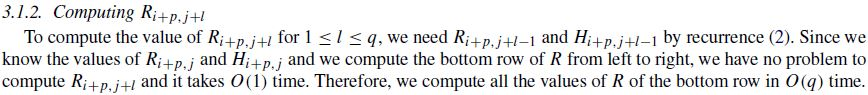 3.1.2. Computing R_{i+p,j+l}
To compute the value of R_{i+p,j+l} for 1 ≤ l ≤ q, we need R_{i+p,j+l−1} and H_{i+p,j+l−1} by recurrence (2). Since we
know the values of R_{i+p,j} and H_{i+p,j} and we compute the bottom row of R from left to right, we have no problem to
compute R_{i+p,j+l} and it takes O(1) time. Therefore, we compute all the values of R of the bottom row in O(q) time.